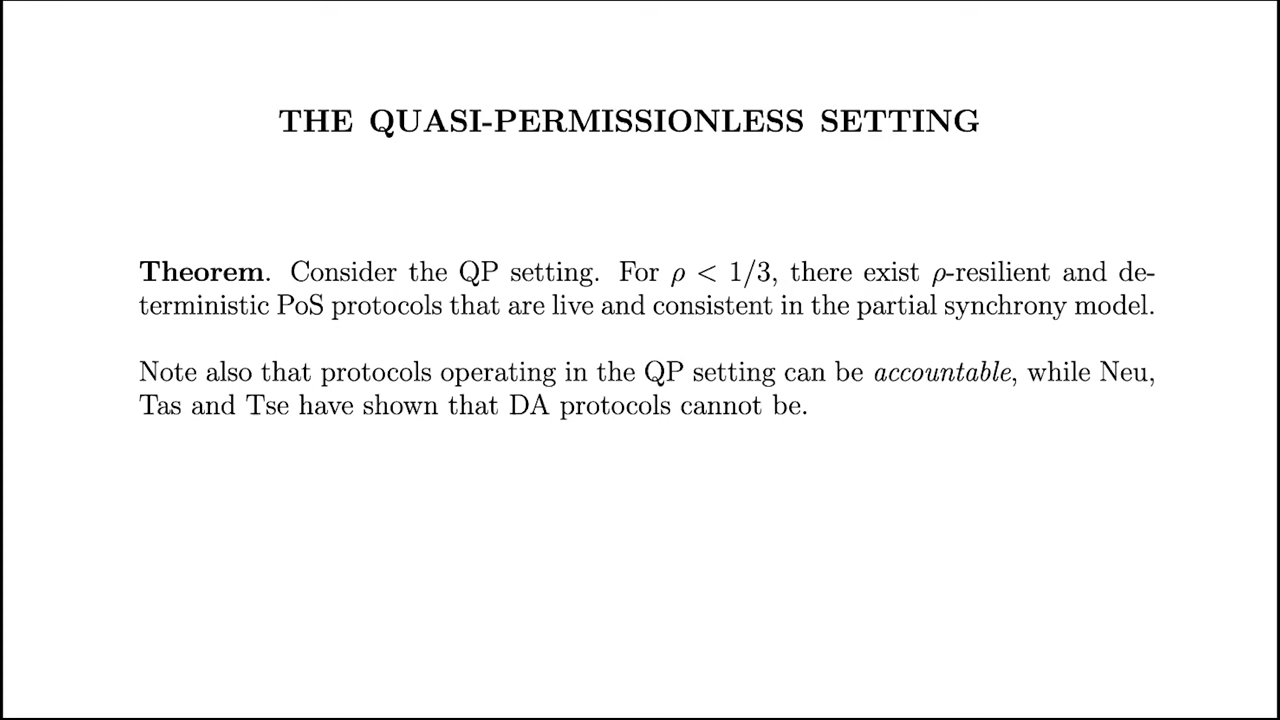 THE QUASI-PERMISSIONLESS SETTING
Theorem. Consider the QP setting. For ρ < 1/3, there exist ρ-resilient and de-
terministic PoS protocols that are live and consistent in the partial synchrony model.
Note also that protocols operating in the QP setting can be accountable, while Neu,
Tas and Tse have shown that DA protocols cannot be.